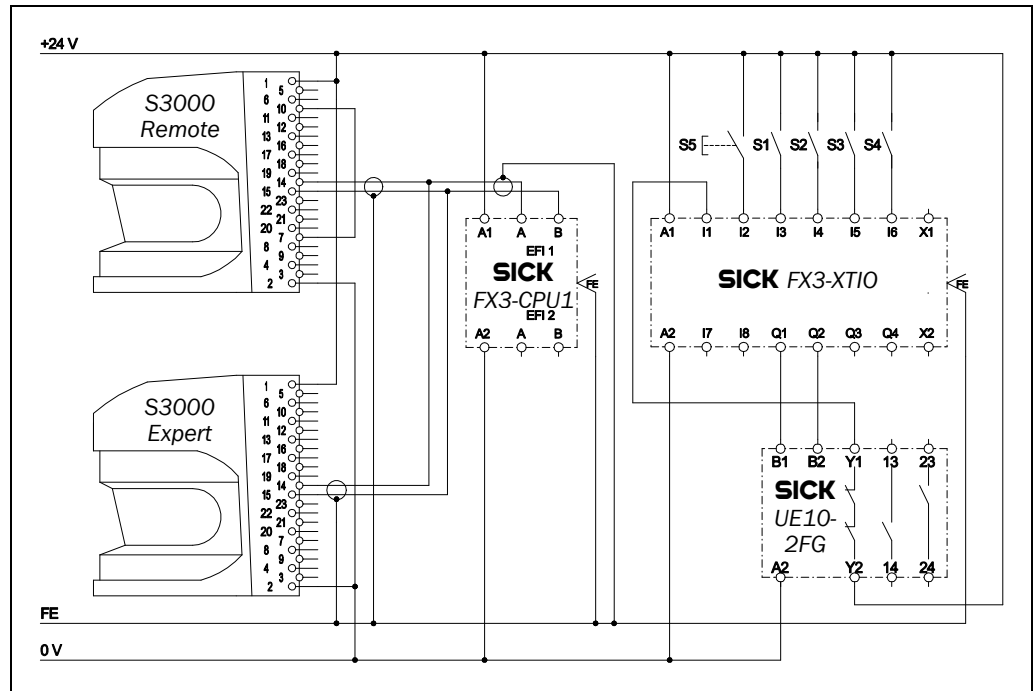 +24 V
S3000
Remote
1
5
6
10
11
12
13
16
17
18
19
14
15
23
22
21
20
7
8
9
4
3
2
S5
S1
S2
S3
S4
A1
A
B
EFI 1
SICK
FX3-CPU1
EFI 2
A2
A
B
FE
A1
I1
I2
I3
I4
I5
I6
X1
SICK FX3-XTIO
FE
A2
I7
I8
Q1
Q2
Q3
Q4
X2
S3000
Expert
1
5
6
10
11
12
13
16
17
18
19
14
15
23
22
21
20
7
8
9
4
3
2
B1
B2
Y1
13
23
SICK
UE10-
2FG
A2
Y2
14
24
FE
0 V